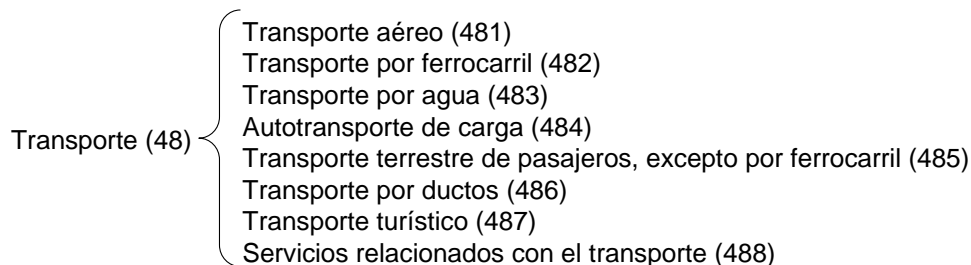 Transporte (48)
Transporte aéreo (481)
Transporte por ferrocarril (482)
Transporte por agua (483)
Autotransporte de carga (484)
Transporte terrestre de pasajeros, excepto por ferrocarril (485)
Transporte por ductos (486)
Transporte turístico (487)
Servicios relacionados con el transporte (488)